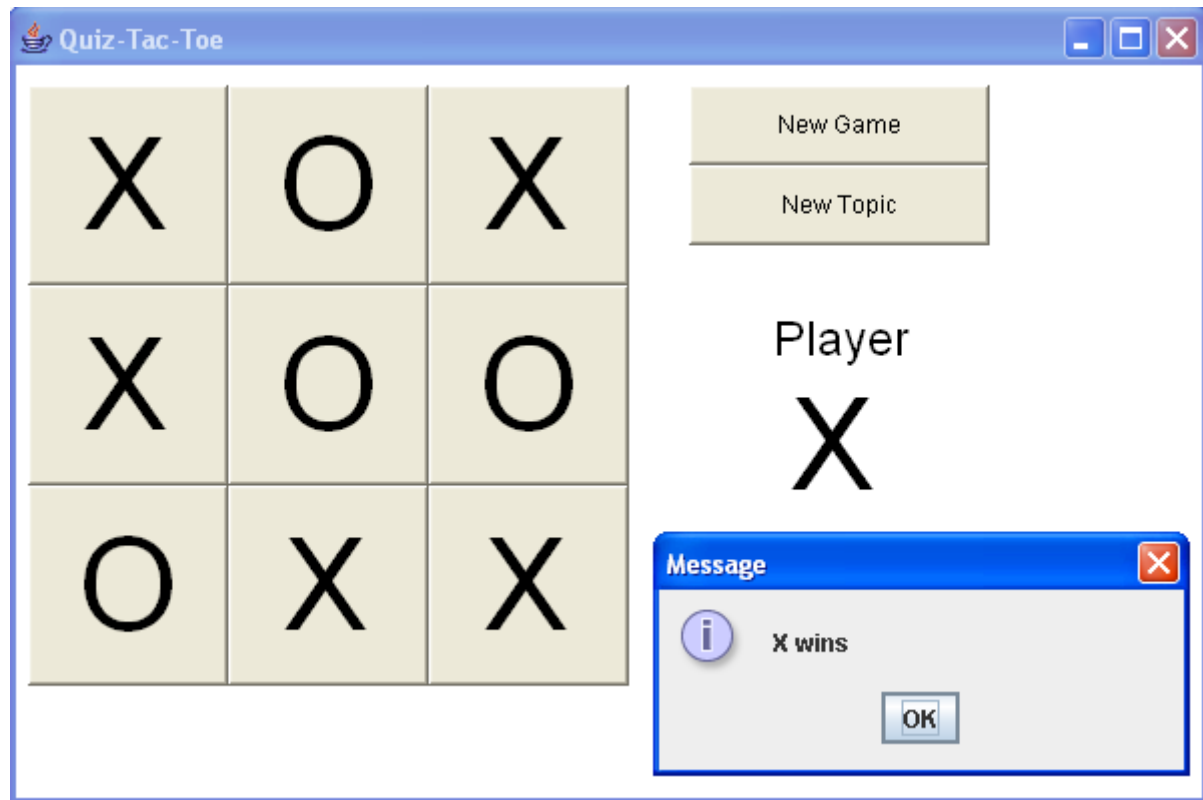 Quiz-Tac-Toe
X O X
X O O
O X X
New Game
New Topic
Player
X
Message
i
X wins
OK